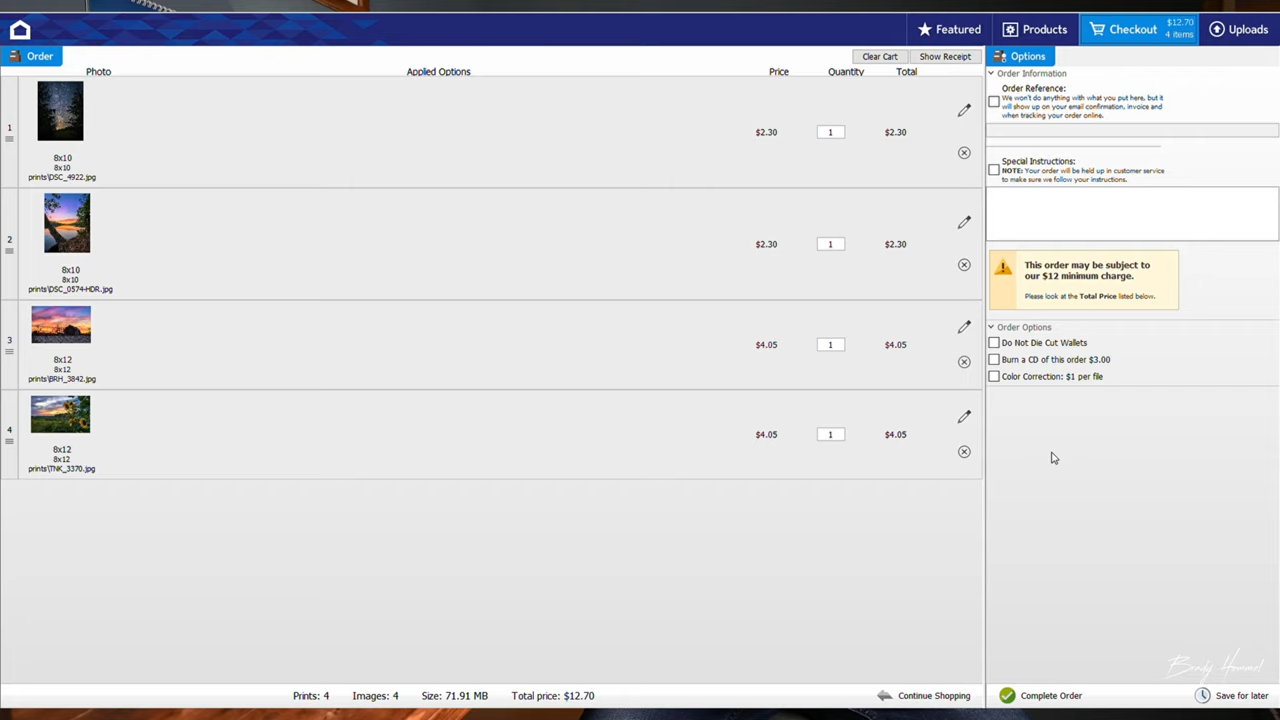 Featured
Products
Checkout
$12.70
4 items
Uploads
Order
Clear Cart
Show Receipt
Options
Photo
Applied Options
Price
Quantity
Total
1
8x10
8x10
prints\DSC_4922.jpg
$2.30
1
$2.30
2
8x10
8x10
prints\DSC_0574-HDR.jpg
$2.30
1
$2.30
3
8x12
8x12
prints\BRH_3842.jpg
$4.05
1
$4.05
4
8x12
8x12
prints\TNK_3370.jpg
$4.05
1
$4.05
Order Information
Order Reference:
We won't do anything with what you put here, but it
will show up on your email confirmation, invoice and
when tracking your order online.
Special Instructions:
NOTE: Your order will be held up in customer service
to make sure we follow your instructions.
This order may be subject to
our $12 minimum charge.
Please look at the Total Price listed below.
Order Options
Do Not Die Cut Wallets
Burn a CD of this order $3.00
Color Correction: $1 per file
Prints: 4
Images: 4
Size: 71.91 MB
Total price: $12.70
Continue Shopping
Complete Order
Save for later